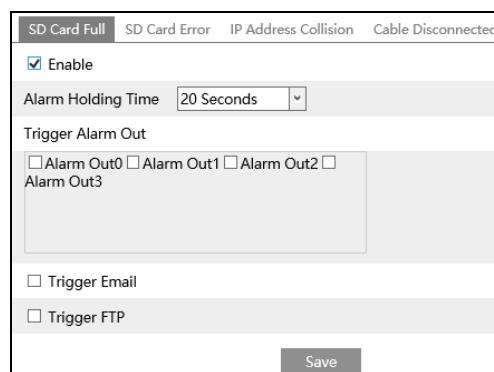 SD Card Full SD Card Error IP Address Collision Cable Disconnected
Enable
Alarm Holding Time 20 Seconds
Trigger Alarm Out
Alarm Out0 Alarm Out1 Alarm Out2
Alarm Out3
Trigger Email
Trigger FTP
Save